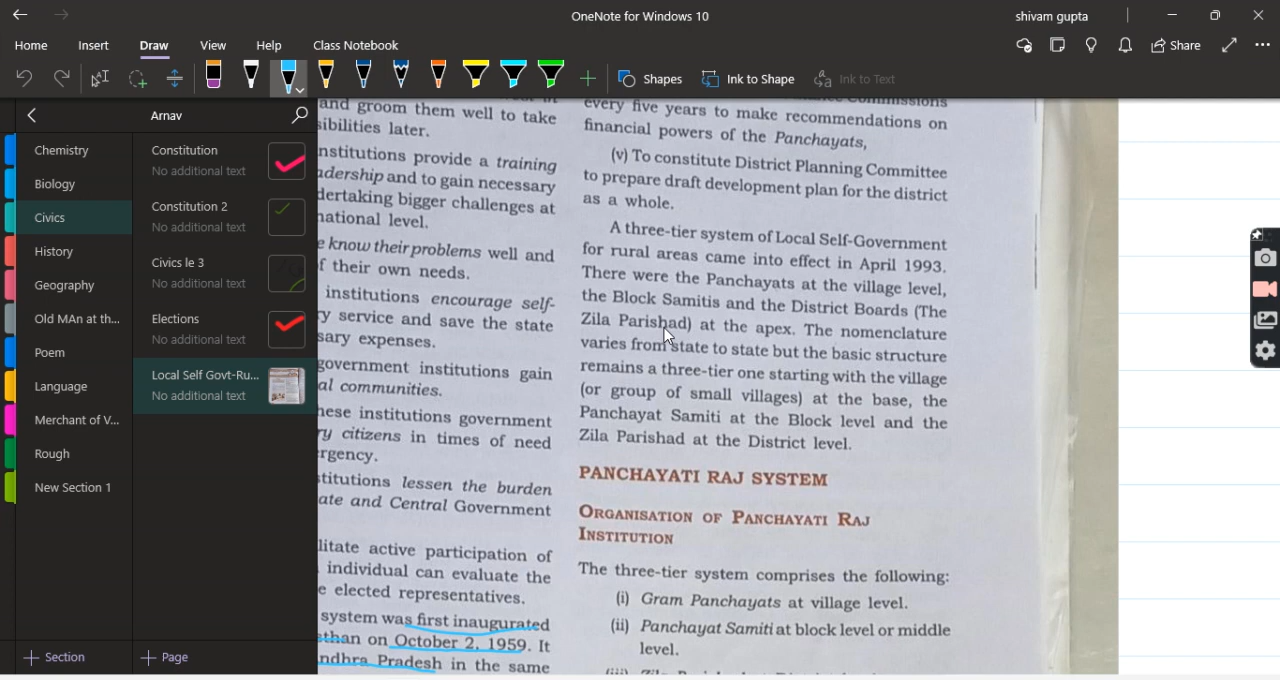 OneNote for Windows 10
shivam gupta
Home
Insert
Draw
View
Help
Class Notebook
Share
Shapes
Ink to Shape
Ink to Text
Arnav
Chemistry
Biology
Civics
History
Geography
Old MAn at th...
Poem
Language
Merchant of V...
Rough
New Section 1
Section
Constitution
No additional text
Constitution 2
No additional text
Civics le 3
No additional text
Elections
No additional text
Local Self Govt-Ru...
No additional text
Page
and groom them well to take
sibilities later.
nstitutions provide a training
adership and to gain necessary
dertaking bigger challenges at
national level.
e know their problems well and
f their own needs.
institutions encourage self-
ry service and save the state
sary expenses.
government institutions gain
al communities.
hese institutions government
ry citizens in times of need
rgency.
stitutions lessen the burden
ate and Central Government
litate active participation of
individual can evaluate the
e elected representatives.
system was first inaugurated
sthan on October 2, 1959. It
ndhra Pradesh in the same
every five years to make recommendations on
financial powers of the Panchayats,
(v) To constitute District Planning Committee
to prepare draft development plan for the district
as a whole.
A three-tier system of Local Self-Government
for rural areas came into effect in April 1993.
There were the Panchayats at the village level,
the Block Samitis and the District Boards (The
Zila Parishad) at the apex. The nomenclature
varies from state to state but the basic structure
remains a three-tier one starting with the village
(or group of small villages) at the base, the
Panchayat Samiti at the Block level and the
Zila Parishad at the District level.
PANCHAYATI RAJ SYSTEM
ORGANISATION OF PANCHAYATI RAJ
INSTITUTION
The three-tier system comprises the following:
(i) Gram Panchayats at village level.
(ii) Panchayat Samiti at block level or middle
level.